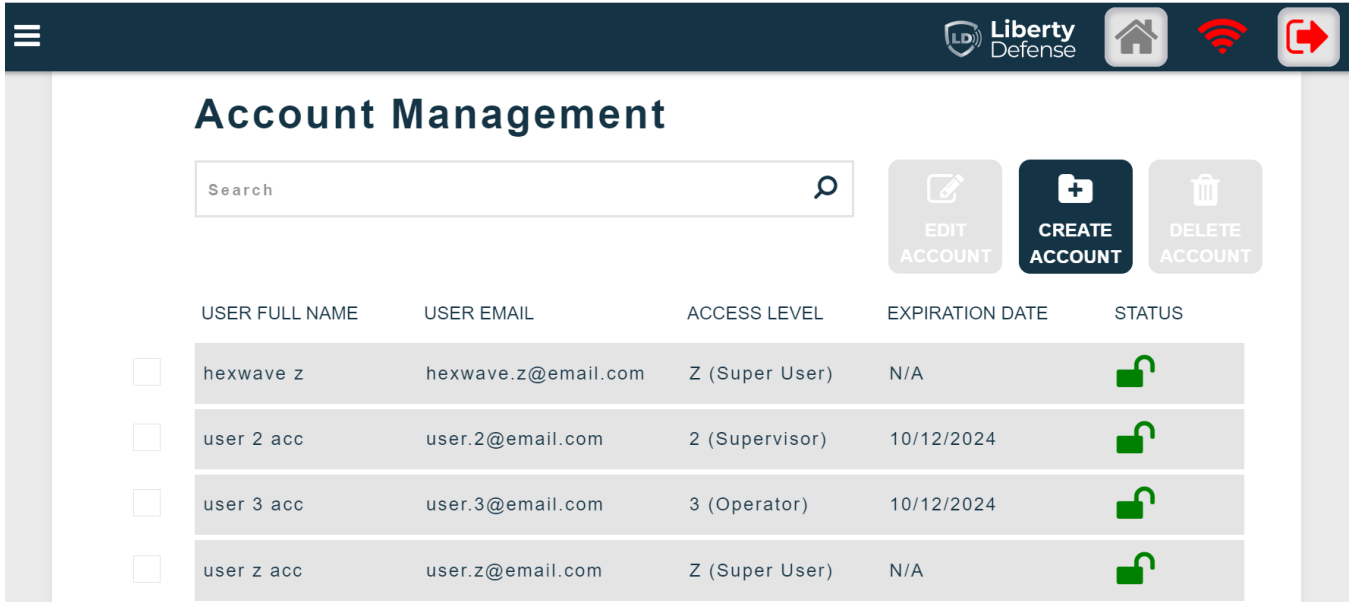 LD
Liberty
Defense
Account Management
Search
EDIT
ACCOUNT
CREATE
ACCOUNT
DELETE
ACCOUNT
USER FULL NAME USER EMAIL ACCESS LEVEL EXPIRATION DATE STATUS
hexwave z hexwave.z@email.com Z (Super User) N/A
user 2 acc user.2@email.com 2 (Supervisor) 10/12/2024
user 3 acc user.3@email.com 3 (Operator) 10/12/2024
user z acc user.z@email.com Z (Super User) N/A